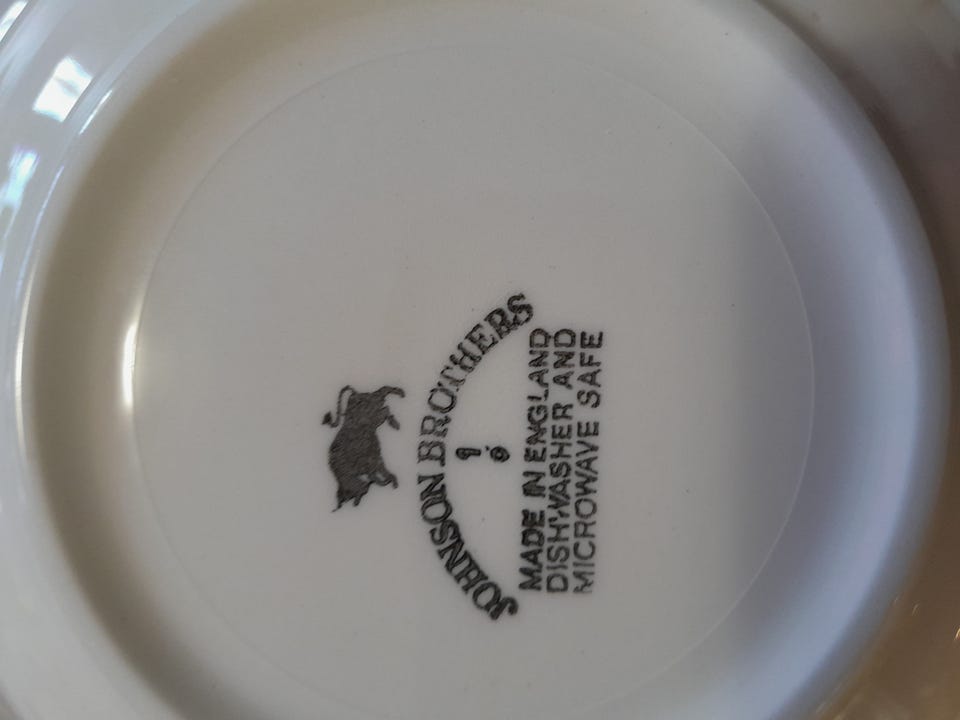 JOHNSON BROTHERS
MADE IN ENGLAND
DISHWASHER AND
MICROWAVE SAFE